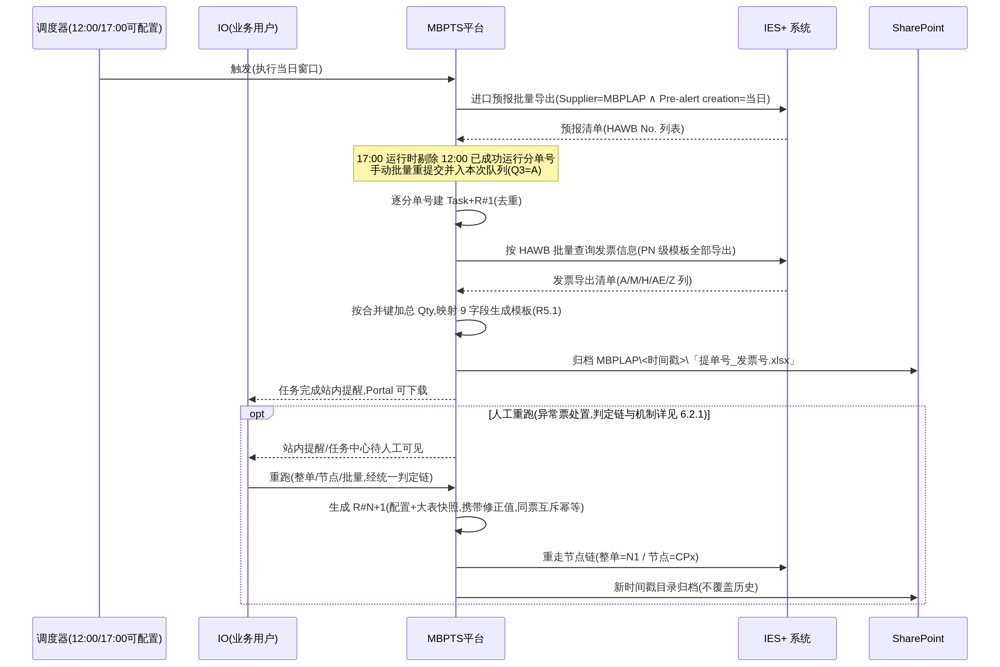 调度器(12:00/17:00可配置)
IO(业务用户)
MBPTS平台
IES+ 系统
SharePoint
触发(执行当日窗口)
进口预报批量导出(Supplier=MBPLAP ∧ Pre-alert creation=当日)
预报清单(HAWB No. 列表)
17:00 运行时剔除 12:00 已成功运行分单号
手动批量重提交并入本次队列(Q3=A)
逐分单号建 Task+R#1(去重)
按 HAWB 批量查询发票信息(PN 级模板全部导出)
发票导出清单(A/M/H/AE/Z 列)
按合并键加总 Qty,映射 9 字段生成模板(R5.1)
归档 MBPLAP\<时间戳>\「提单号_发票号.xlsx」
任务完成站内提醒,Portal 可下载
opt
[人工重跑(异常票处置,判定链与机制详见 6.2.1)]
站内提醒/任务中心待人工可见
重跑(整单/节点/批量,经统一判定链)
生成 R#N+1(配置+大表快照,携带修正值,同票互斥幂等)
重走节点链(整单=N1 / 节点=CPx)
新时间戳目录归档(不覆盖历史)
调度器(12:00/17:00可配置)
IO(业务用户)
MBPTS平台
IES+ 系统
SharePoint